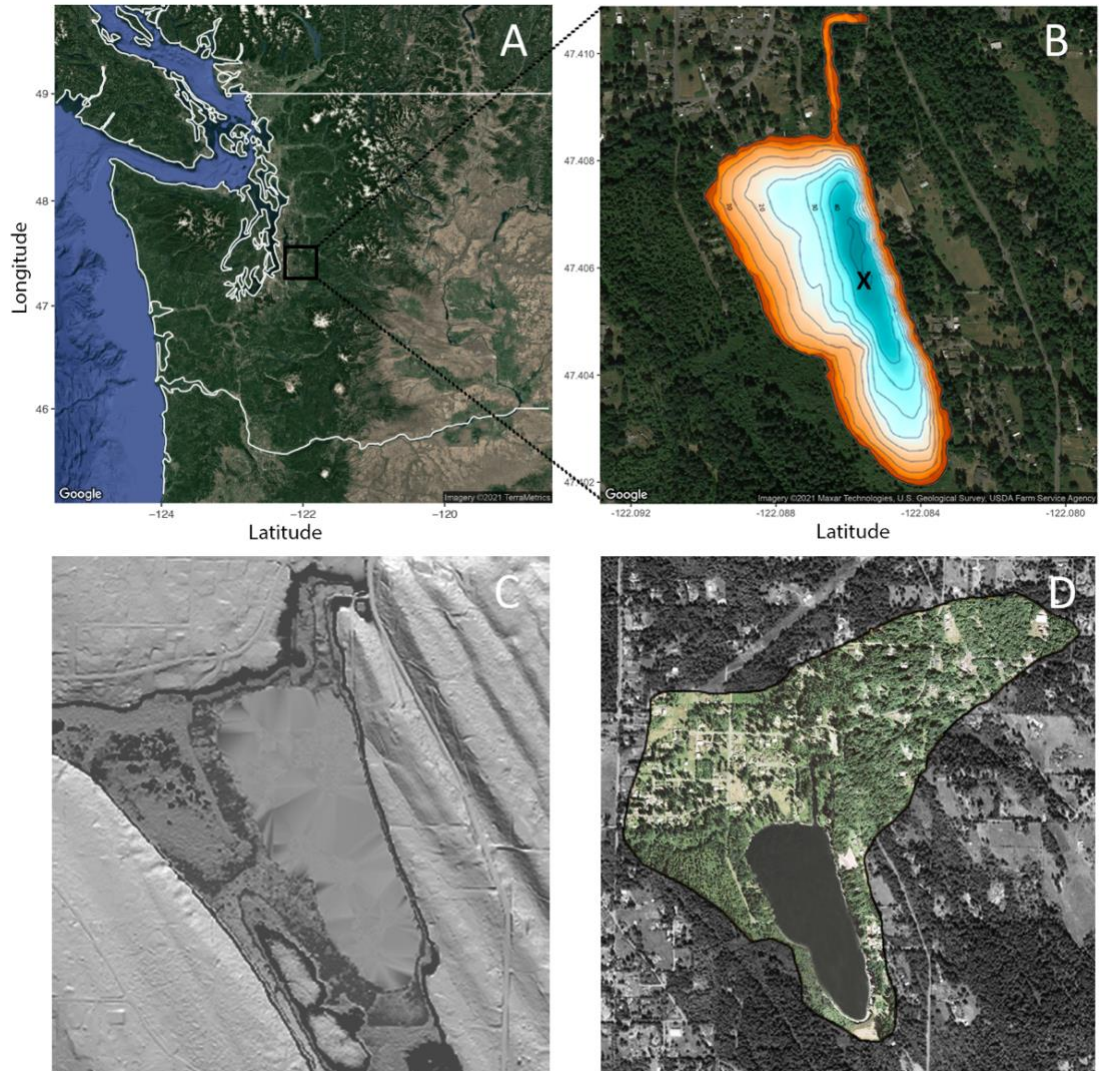 A
49
48
47
46
Longitude
Google
Imagery ©2021 TerraMetrics
-124
-122
-120
Latitude
B
47.410
47.408
47.406
47.404
20
30
X
Google
Imagery ©2021 Maxar Technologies, U.S. Geological Survey, USDA Farm Service Agency
-122.092
-122.088
-122.084
-122.080
Latitude
C
D